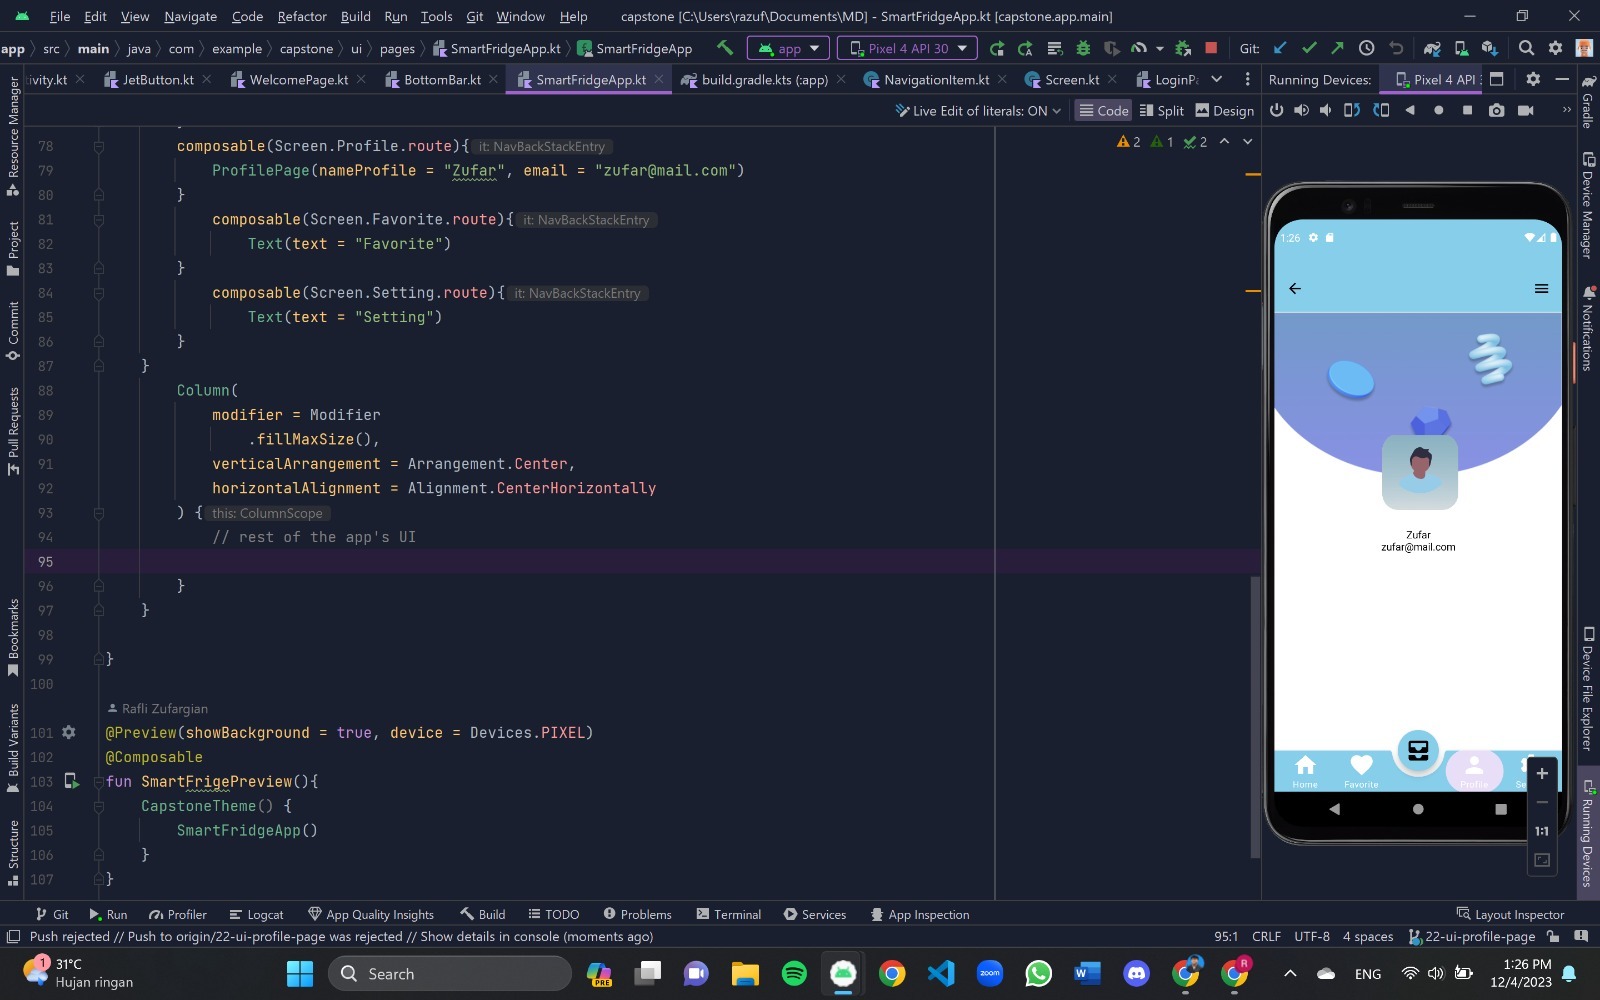 File Edit View Navigate Code Refactor Build Run Tools Git Window Help capstone [C:\Users\razuf\Documents\MD] - SmartFridgeApp.kt [capstone.app.main]
app src main java com example capstone ui pages SmartFridgeApp.kt SmartFridgeApp app Pixel 4 API 30 Git:
tivity.kt JetButton.kt WelcomePage.kt BottomBar.kt SmartFridgeApp.kt build.gradle.kts (:app) NavigationItem.kt Screen.kt LoginPa Running Devices: Pixel 4 API 3
Live Edit of literals: ON Code Split Design
2 1 2
78 composable(Screen.Profile.route){ it: NavBackStackEntry
79 ProfilePage(nameProfile = "Zufar", email = "zufar@mail.com")
80 }
81 composable(Screen.Favorite.route){ it: NavBackStackEntry
82 Text(text = "Favorite")
83 }
84 composable(Screen.Setting.route){ it: NavBackStackEntry
85 Text(text = "Setting")
86 }
87 }
88 Column(
89 modifier = Modifier
90 .fillMaxSize(),
91 verticalArrangement = Arrangement.Center,
92 horizontalAlignment = Alignment.CenterHorizontally
93 ) { this: ColumnScope
94 // rest of the app's UI
95
96 }
97 }
98
99 }
100
Rafli Zufargian
101 @Preview(showBackground = true, device = Devices.PIXEL)
102 @Composable
103 fun SmartFrigePreview(){
104 CapstoneTheme() {
105 SmartFridgeApp()
106 }
107 }
Resource Manager
Project
Commit
Pull Requests
Bookmarks
Build Variants
Structure
1:26
Zufar
zufar@mail.com
Home Favorite Profile Se
1:1
Gradle
Device Manager
Notifications
Device File Explorer
Running Devices
Git Run Profiler Logcat App Quality Insights Build TODO Problems Terminal Services App Inspection Layout Inspector
Push rejected // Push to origin/22-ui-profile-page was rejected // Show details in console (moments ago) 95:1 CRLF UTF-8 4 spaces 22-ui-profile-page
1 31°C
Hujan ringan
Search
PRE
zoom
W
R
ENG
1:26 PM
12/4/2023